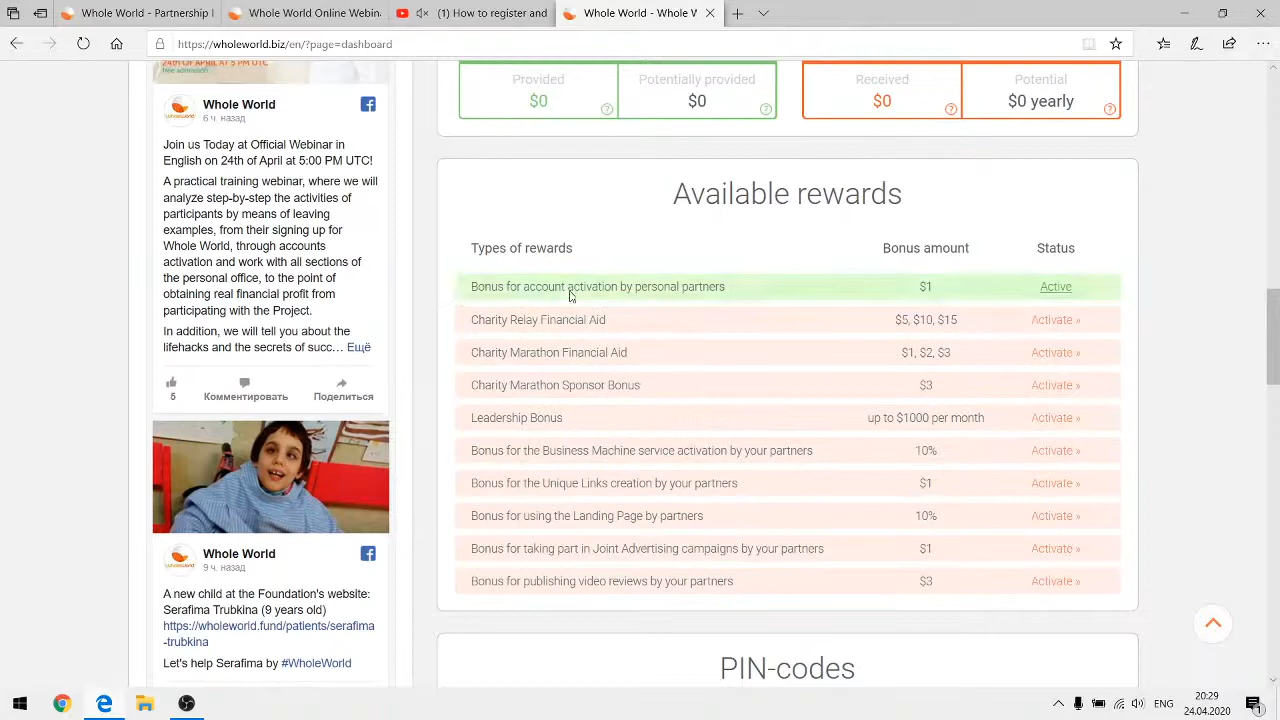 Whole World - Whole W
(1) How to register and
Whole World - Whole W
https://wholeworld.biz/en/?page=dashboard
24TH OF APRIL AT 5 PM UTC
free admission
Whole World
6 ч. назад
Join us Today at Official Webinar in
English on 24th of April at 5:00 PM UTC!
A practical training webinar, where we will
analyze step-by-step the activities of
participants by means of leaving
examples, from their signing up for
Whole World, through accounts
activation and work with all sections of
the personal office, to the point of
obtaining real financial profit from
participating with the Project.
In addition, we will tell you about the
lifehacks and the secrets of succ... Ещё
5 Комментировать Поделиться
Whole World
9 ч. назад
A new child at the Foundation's website:
Serafima Trubkina (9 years old)
https://wholeworld.fund/patients/serafima
-trubkina
Let's help Serafima by #WholeWorld
Provided Potentially provided Received Potential
$0 $0 $0 $0 yearly
Available rewards
Types of rewards Bonus amount Status
Bonus for account activation by personal partners $1 Active
Charity Relay Financial Aid $5, $10, $15 Activate »
Charity Marathon Financial Aid $1, $2, $3 Activate »
Charity Marathon Sponsor Bonus $3 Activate »
Leadership Bonus up to $1000 per month Activate »
Bonus for the Business Machine service activation by your partners 10% Activate »
Bonus for the Unique Links creation by your partners $1 Activate »
Bonus for using the Landing Page by partners 10% Activate »
Bonus for taking part in Joint Advertising campaigns by your partners $1 Activate »
Bonus for publishing video reviews by your partners $3 Activate »
PIN-codes
ENG
20:29
24.04.2020
1